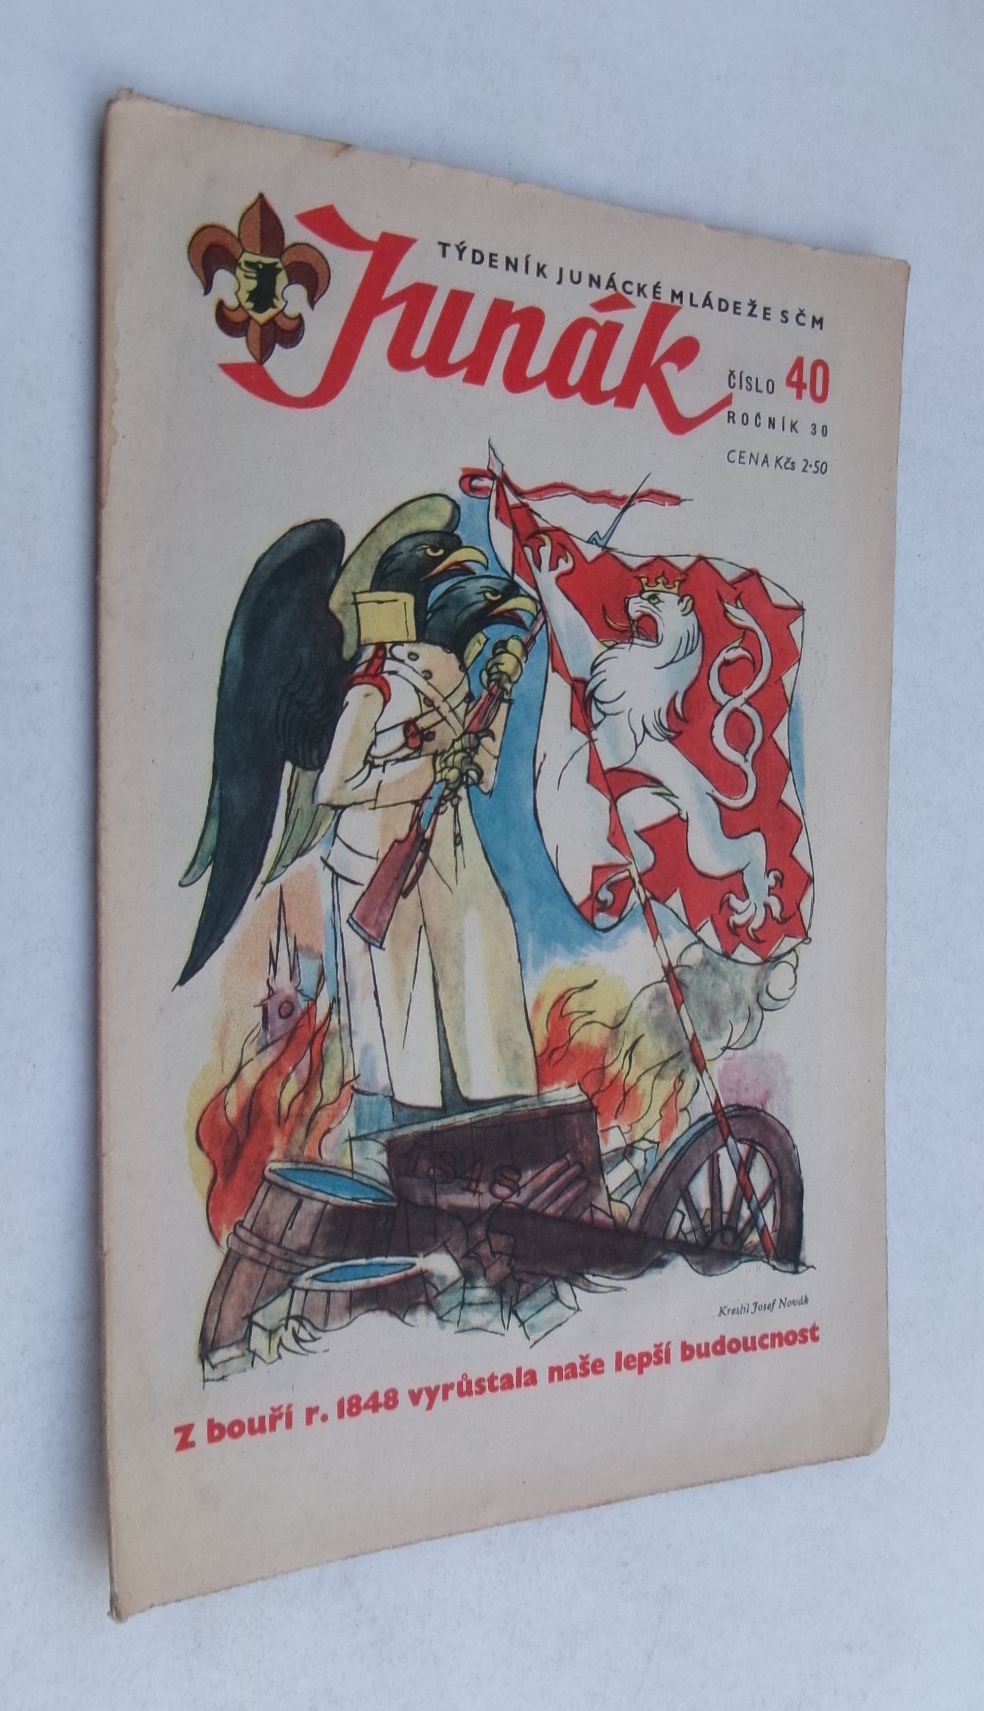 TÝDENÍK JUNÁCKÉ MLÁDEŽE SČM
Junák
ČÍSLO 40
ROČNÍK 30
CENA Kčs 2·50
1848
Kreslil Josef Novák
Z bouří r. 1848 vyrůstala naše lepší budoucnost